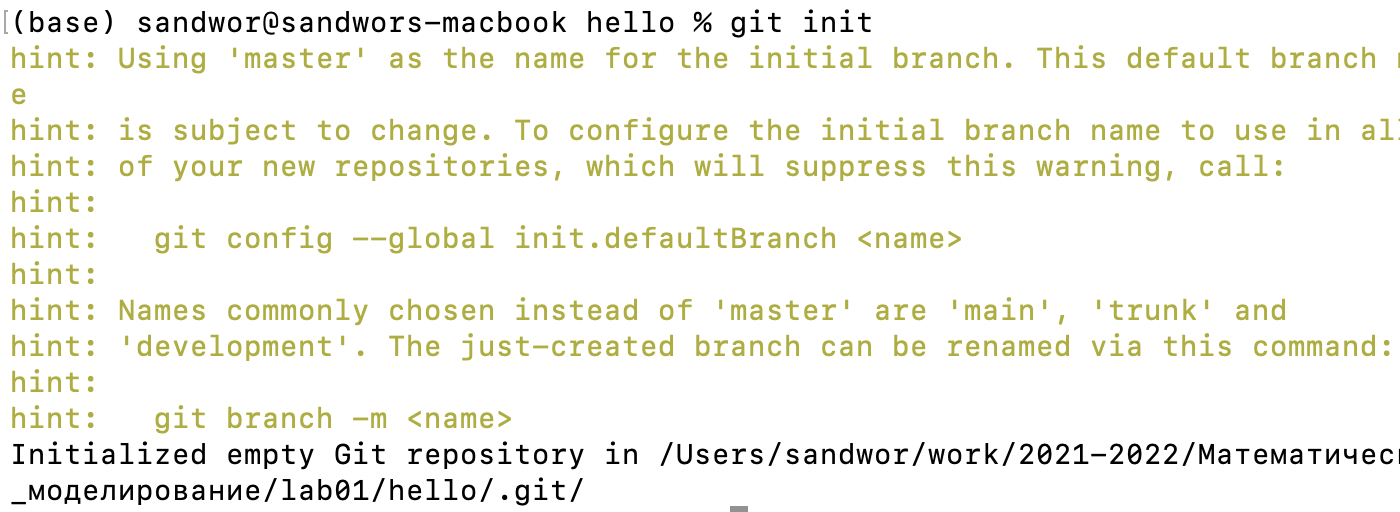 (base) sandwor@sandwors-macbook hello % git init
hint: Using 'master' as the name for the initial branch. This default branch
e
hint: is subject to change. To configure the initial branch name to use in all
hint: of your new repositories, which will suppress this warning, call:
hint:
hint:   git config --global init.defaultBranch <name>
hint:
hint: Names commonly chosen instead of 'master' are 'main', 'trunk' and
hint: 'development'. The just-created branch can be renamed via this command:
hint:
hint:   git branch -m <name>
Initialized empty Git repository in /Users/sandwor/work/2021-2022/Математичес
_моделирование/lab01/hello/.git/